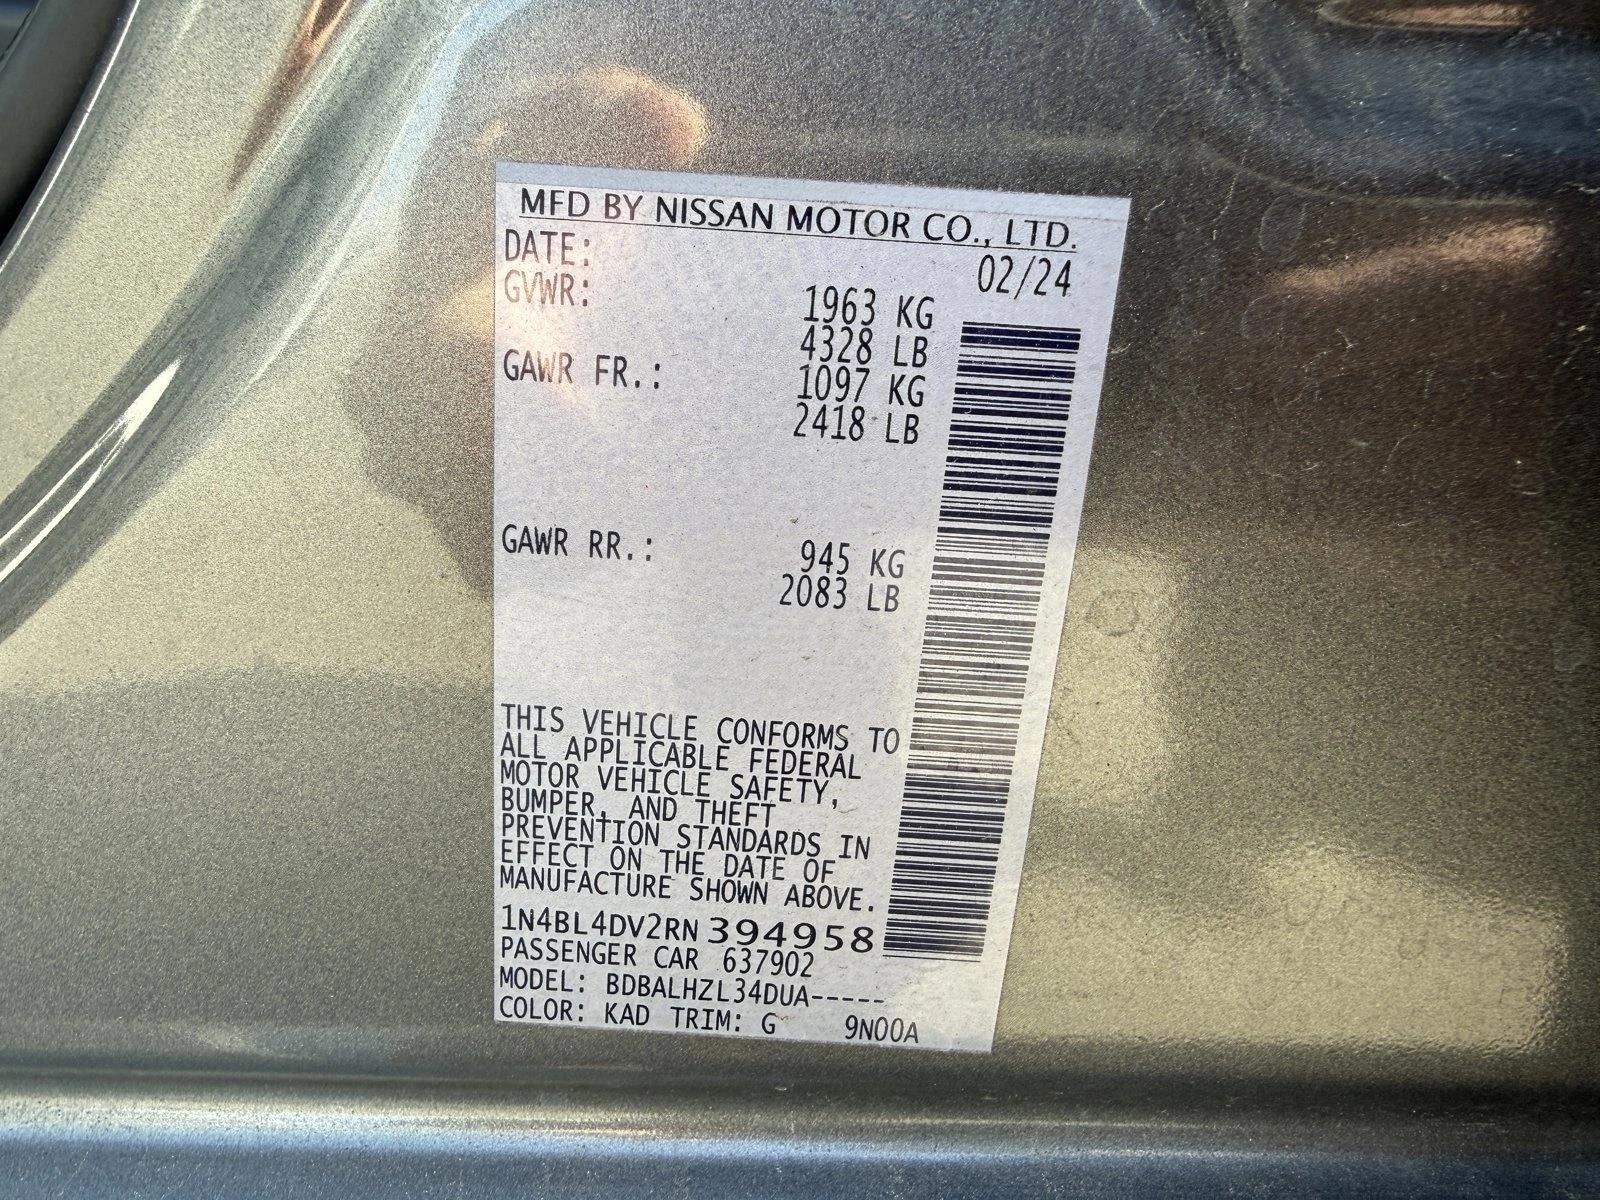 MFD BY NISSAN MOTOR CO., LTD.
DATE: 02/24
GVWR: 1963 KG
4328 LB
GAWR FR.: 1097 KG
2418 LB
GAWR RR.: 945 KG
2083 LB
THIS VEHICLE CONFORMS TO
ALL APPLICABLE FEDERAL
MOTOR VEHICLE SAFETY,
BUMPER, AND THEFT
PREVENTION STANDARDS IN
EFFECT ON THE DATE OF
MANUFACTURE SHOWN ABOVE.
1N4BL4DV2RN394958
PASSENGER CAR 637902
MODEL: BDBALHZL34DUA-----
COLOR: KAD TRIM: G 9N00A